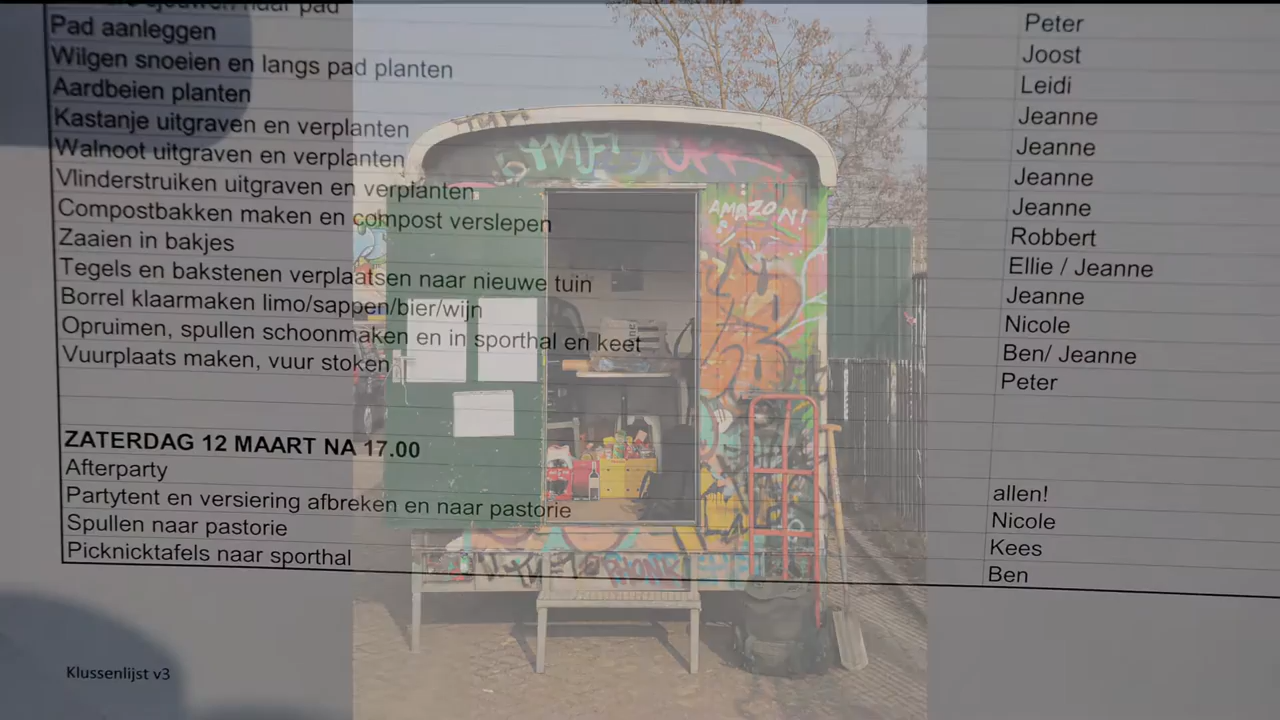 naar pad
Pad aanleggen Peter
Wilgen snoeien en langs pad planten Joost
Aardbeien planten Leidi
Kastanje uitgraven en verplanten Jeanne
Walnoot uitgraven en verplanten Jeanne
Vlinderstruiken uitgraven en verplanten Jeanne
Compostbakken maken en compost verslepen Jeanne
Zaaien in bakjes Robbert
Tegels en bakstenen verplaatsen naar nieuwe tuin Ellie / Jeanne
Borrel klaarmaken limo/sappen/bier/wijn Jeanne
Opruimen, spullen schoonmaken en in sporthal en keet Nicole
Vuurplaats maken, vuur stoken Ben/ Jeanne
Peter
ZATERDAG 12 MAART NA 17.00
Afterparty
Partytent en versiering afbreken en naar pastorie allen!
Spullen naar pastorie Nicole
Picknicktafels naar sporthal Kees
Ben
Klussenlijst v3
AMAZON!
PHONK